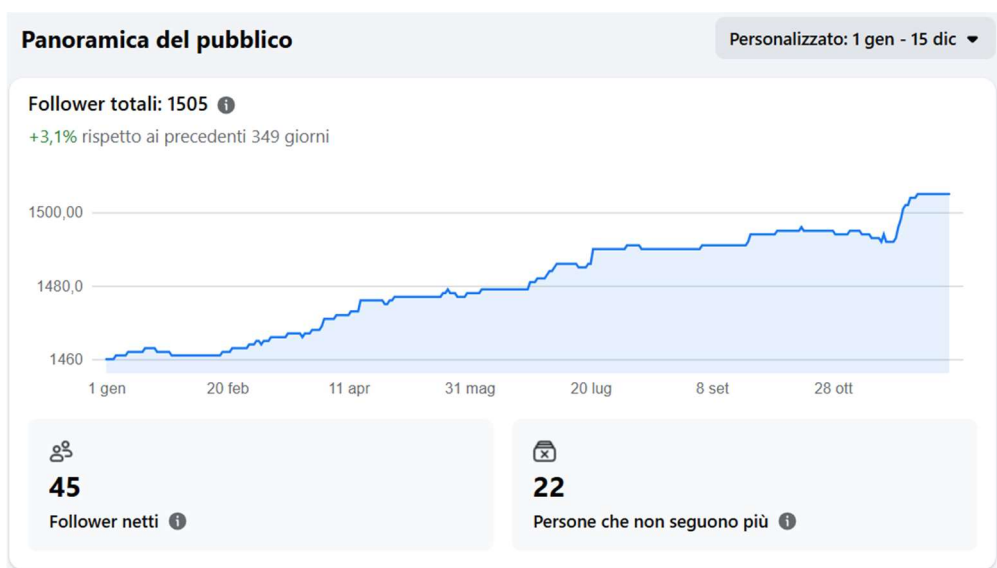 Panoramica del pubblico
Personalizzato: 1 gen - 15 dic
Follower totali: 1505
+3,1% rispetto ai precedenti 349 giorni
1500,00
1480,0
1460
1 gen 20 feb 11 apr 31 mag 20 lug 8 set 28 ott
45
Follower netti
22
Persone che non seguono più